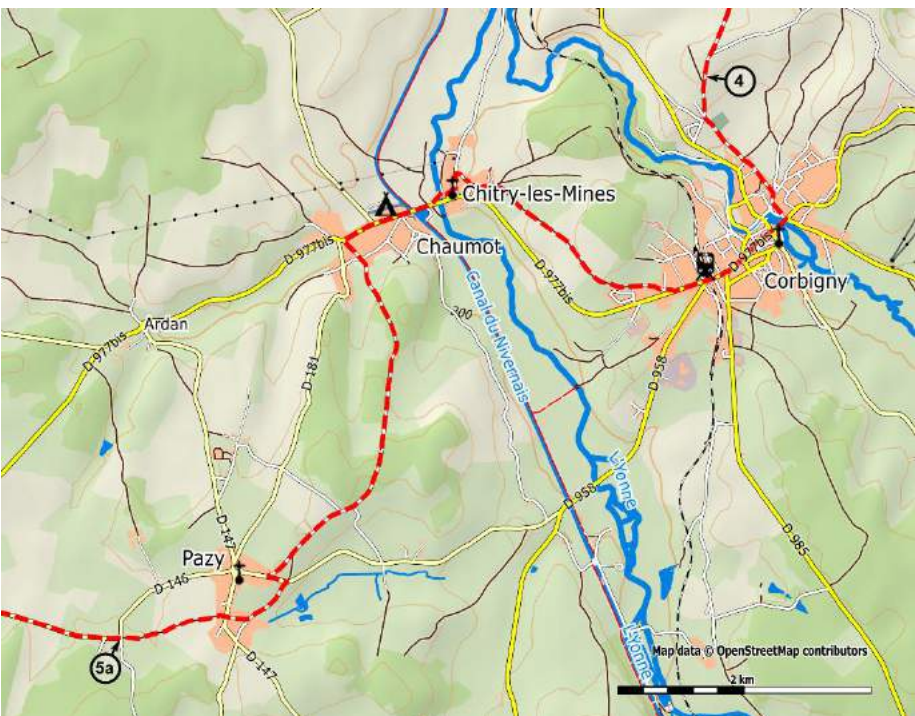 4
Chitry-les-Mines
D-977bis
Chaumot
D-977bis
Corbigny
Canal du Nivernais
D-977bis
200
Ardan
D-977bis
D-181
D-958
L'Yonne
D-958
D-147
D-985
Pazy
D-146
L'Yonne
Map data © OpenStreetMap contributors
5a
D-147
2 km